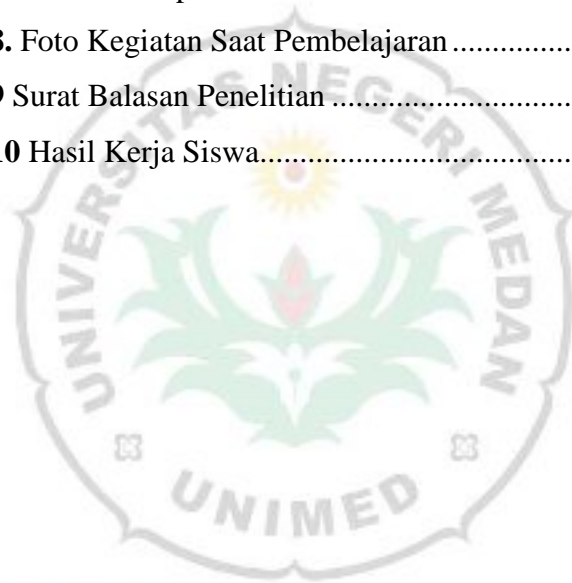 8. Foto Kegiatan Saat Pembelajaran ................
9 Surat Balasan Penelitian ................................
10 Hasil Kerja Siswa..........................................
UNIVERSITAS NEGERI MEDAN
UNIMED